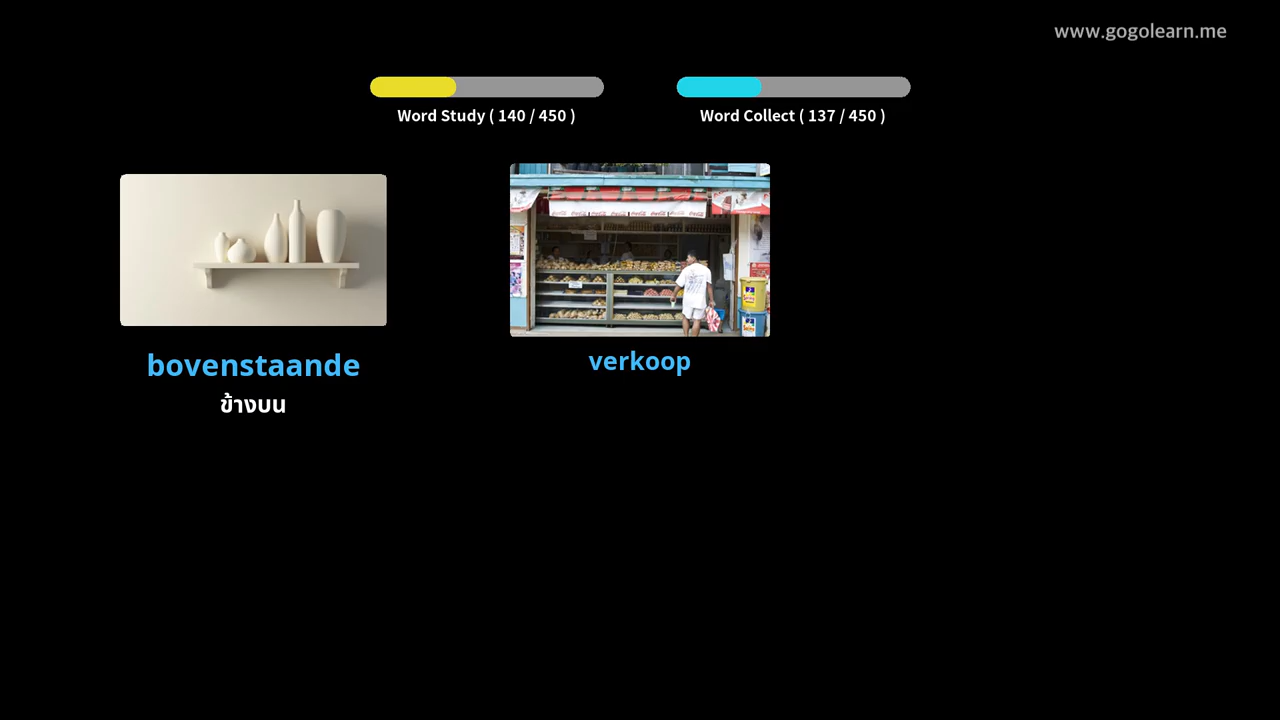 www.gogolearn.me
Word Study ( 140 / 450 )
Word Collect ( 137 / 450 )
bovenstaande
ข้างบน
verkoop